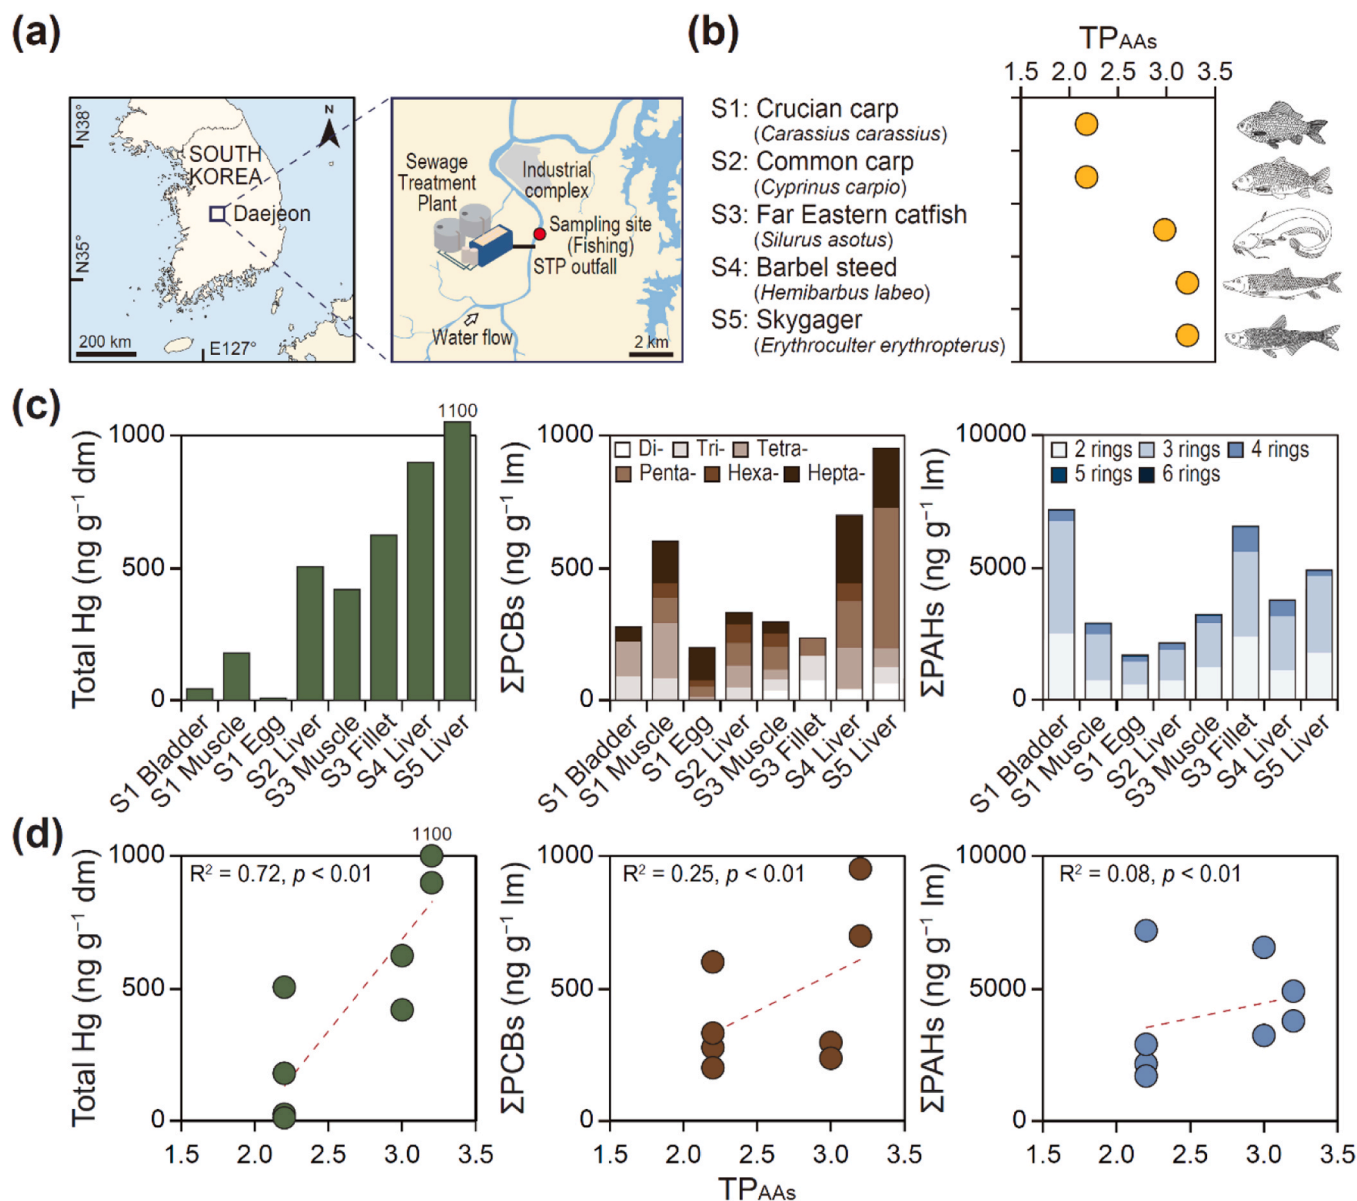 (a)
N38°
N35°
N
SOUTH
KOREA
Daejeon
200 km
E127°
Sewage
Treatment
Plant
Industrial
complex
Sampling site
(Fishing)
STP outfall
Water flow
2 km
(b)
TPAAs
1.5 2.1 3.0 3.5
S1: Crucian carp
(Carassius carassius)
S2: Common carp
(Cyprinus carpio)
S3: Far Eastern catfish
(Silurus asotus)
S4: Barbel steed
(Hemibarbus labeo)
S5: Skygager
(Erythroculter erythropterus)
(c)
Total Hg (ng g⁻¹ dm)
1000
500
0
1100
S1 Bladder
S1 Muscle
S1 Egg
S2 Liver
S3 Muscle
S3 Fillet
S4 Liver
S5 Liver
ΣPCBs (ng g⁻¹ lm)
1000
500
0
Di- Tri- Tetra-
Penta- Hexa- Hepta-
S1 Bladder
S1 Muscle
S1 Egg
S2 Liver
S3 Muscle
S3 Fillet
S4 Liver
S5 Liver
ΣPAHs (ng g⁻¹ lm)
10000
5000
0
2 rings 3 rings 4 rings
5 rings 6 rings
S1 Bladder
S1 Muscle
S1 Egg
S2 Liver
S3 Muscle
S3 Fillet
S4 Liver
S5 Liver
(d)
Total Hg (ng g⁻¹ dm)
1000
500
0
1100
R² = 0.72, p < 0.01
1.5 2.0 2.5 3.0 3.5
ΣPCBs (ng g⁻¹ lm)
1000
500
0
R² = 0.25, p < 0.01
1.5 2.0 2.5 3.0 3.5
TPAAs
ΣPAHs (ng g⁻¹ lm)
10000
5000
0
R² = 0.08, p < 0.01
1.5 2.0 2.5 3.0 3.5